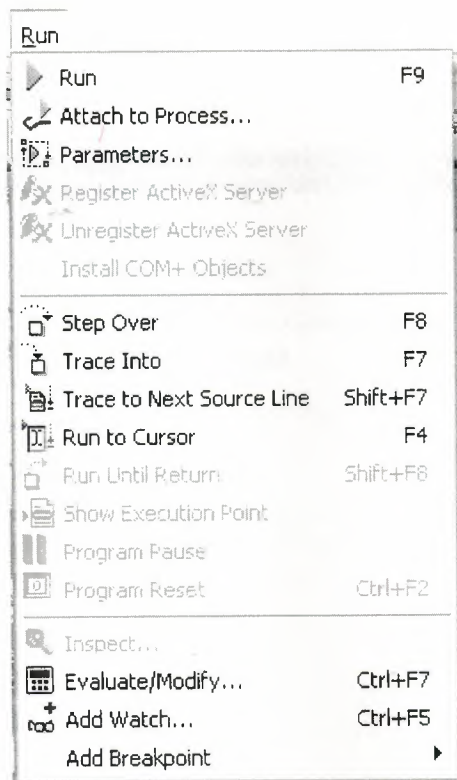 Run
Run F9
Attach to Process...
Parameters...
Register ActiveX Server
Unregister ActiveX Server
Install COM+ Objects
Step Over F8
Trace Into F7
Trace to Next Source Line Shift+F7
Run to Cursor F4
Run Until Return Shift+F8
Show Execution Point
Program Pause
Program Reset Ctrl+F2
Inspect...
Evaluate/Modify... Ctrl+F7
Add Watch... Ctrl+F5
Add Breakpoint